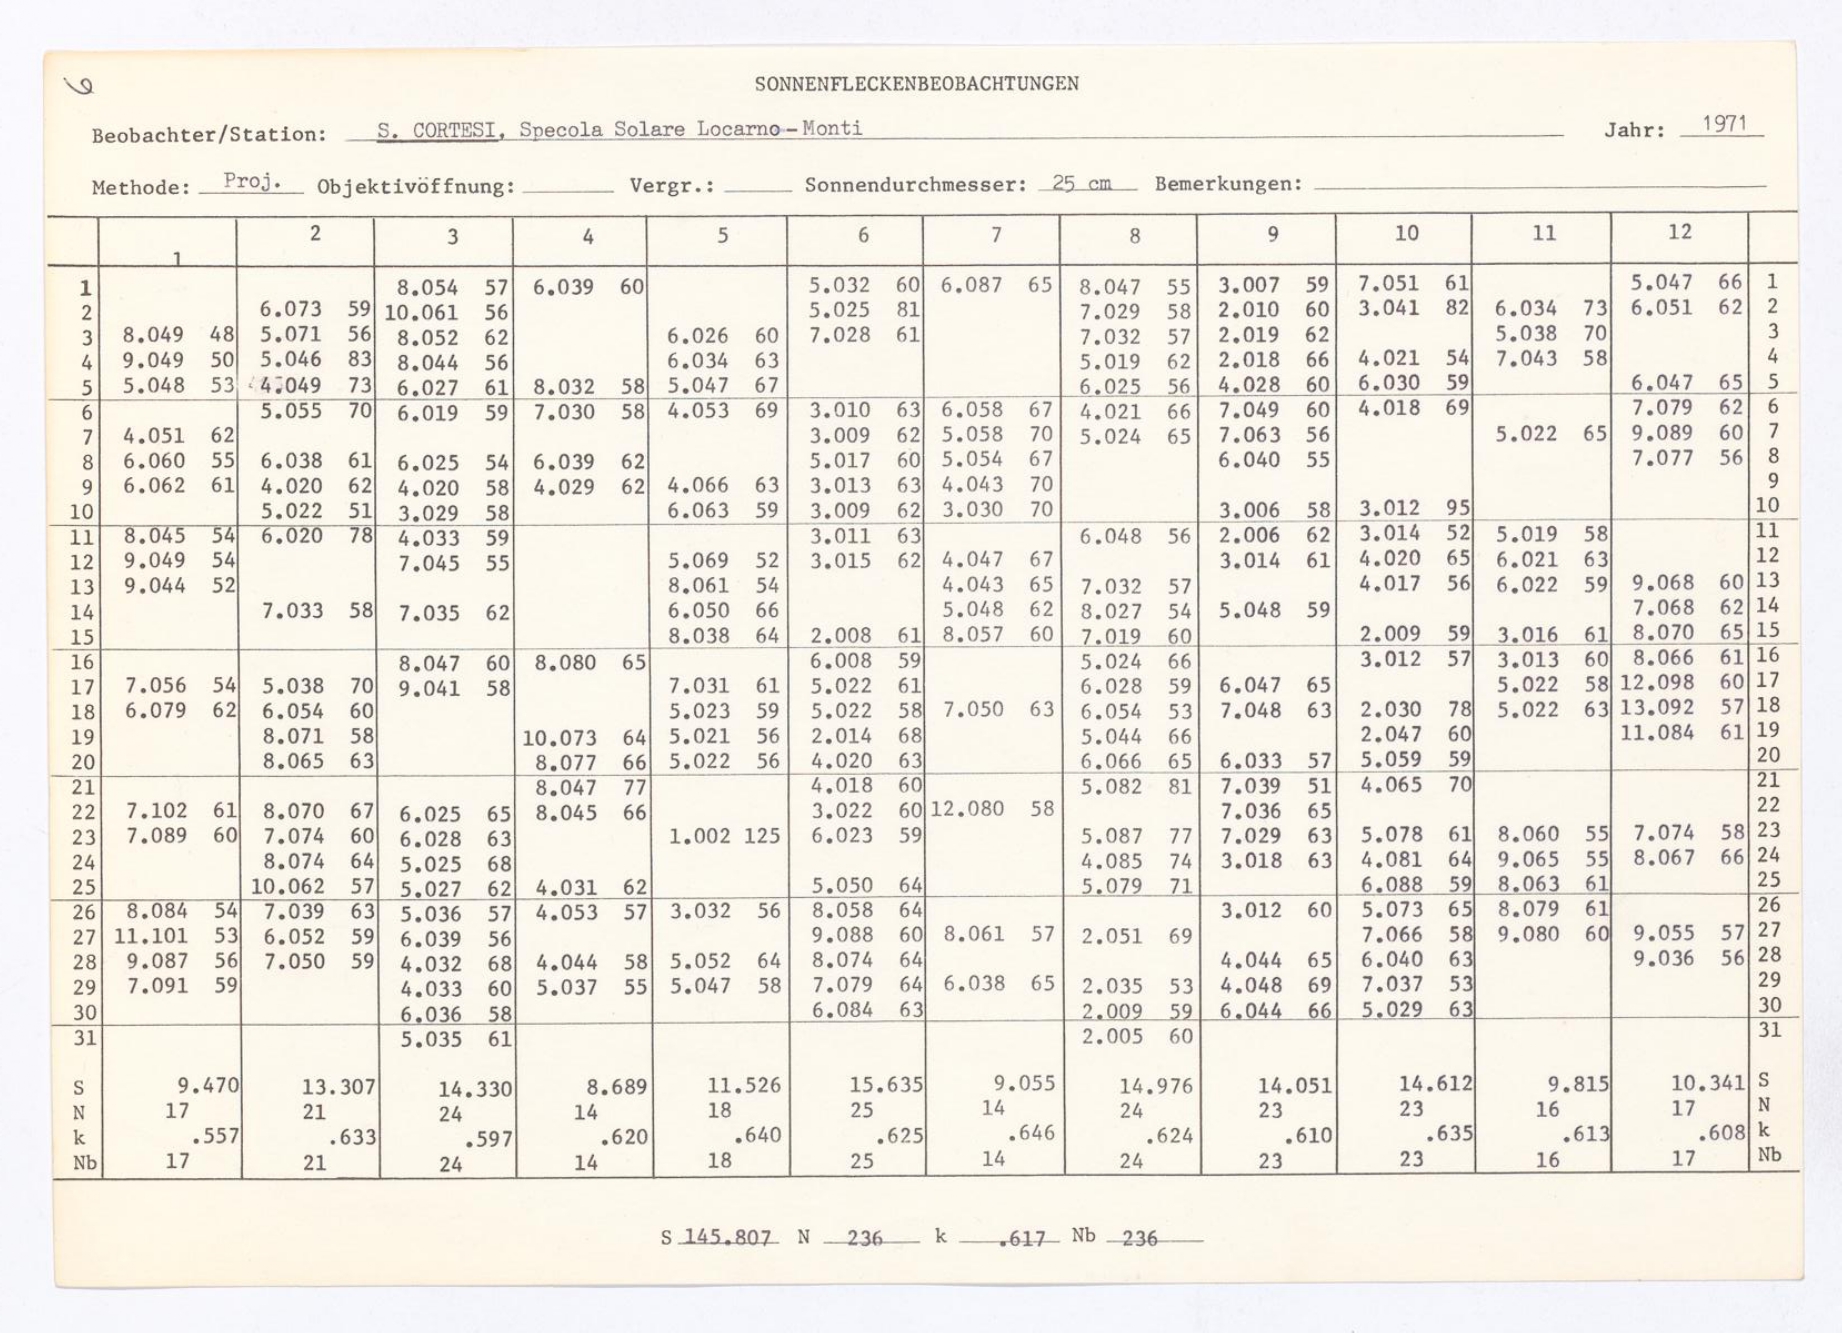 6
SONNENFLECKENBEOBACHTUNGEN
Beobachter/Station: S. CORTESI, Specola Solare Locarno-Monti Jahr: 1971
Methode: Proj. Objektivöffnung: Vergr.: Sonnendurchmesser: 25 cm Bemerkungen:
1 2 3 4 5 6 7 8 9 10 11 12
1 8.054 57 6.039 60 5.032 60 6.087 65 8.047 55 3.007 59 7.051 61 5.047 66 1
2 6.073 59 10.061 56 5.025 81 7.029 58 2.010 60 3.041 82 6.034 73 6.051 62 2
3 8.049 48 5.071 56 8.052 62 6.026 60 7.028 61 7.032 57 2.019 62 5.038 70 3
4 9.049 50 5.046 83 8.044 56 6.034 63 5.019 62 2.018 66 4.021 54 7.043 58 4
5 5.048 53 4.049 73 6.027 61 8.032 58 5.047 67 6.025 56 4.028 60 6.030 59 6.047 65 5
6 5.055 70 6.019 59 7.030 58 4.053 69 3.010 63 6.058 67 4.021 66 7.049 60 4.018 69 7.079 62 6
7 4.051 62 3.009 62 5.058 70 5.024 65 7.063 56 5.022 65 9.089 60 7
8 6.060 55 6.038 61 6.025 54 6.039 62 5.017 60 5.054 67 6.040 55 7.077 56 8
9 6.062 61 4.020 62 4.020 58 4.029 62 4.066 63 3.013 63 4.043 70 9
10 5.022 51 3.029 58 6.063 59 3.009 62 3.030 70 3.006 58 3.012 95 10
11 8.045 54 6.020 78 4.033 59 3.011 63 6.048 56 2.006 62 3.014 52 5.019 58 11
12 9.049 54 7.045 55 5.069 52 3.015 62 4.047 67 3.014 61 4.020 65 6.021 63 12
13 9.044 52 8.061 54 4.043 65 7.032 57 4.017 56 6.022 59 9.068 60 13
14 7.033 58 7.035 62 6.050 66 5.048 62 8.027 54 5.048 59 7.068 62 14
15 8.038 64 2.008 61 8.057 60 7.019 60 2.009 59 3.016 61 8.070 65 15
16 8.047 60 8.080 65 6.008 59 5.024 66 3.012 57 3.013 60 8.066 61 16
17 7.056 54 5.038 70 9.041 58 7.031 61 5.022 61 6.028 59 6.047 65 5.022 58 12.098 60 17
18 6.079 62 6.054 60 5.023 59 5.022 58 7.050 63 6.054 53 7.048 63 2.030 78 5.022 63 13.092 57 18
19 8.071 58 10.073 64 5.021 56 2.014 68 5.044 66 2.047 60 11.084 61 19
20 8.065 63 8.077 66 5.022 56 4.020 63 6.066 65 6.033 57 5.059 59 20
21 8.047 77 4.018 60 5.082 81 7.039 51 4.065 70 21
22 7.102 61 8.070 67 6.025 65 8.045 66 3.022 60 12.080 58 7.036 65 22
23 7.089 60 7.074 60 6.028 63 1.002 125 6.023 59 5.087 77 7.029 63 5.078 61 8.060 55 7.074 58 23
24 8.074 64 5.025 68 4.085 74 3.018 63 4.081 64 9.065 55 8.067 66 24
25 10.062 57 5.027 62 4.031 62 5.050 64 5.079 71 6.088 59 8.063 61 25
26 8.084 54 7.039 63 5.036 57 4.053 57 3.032 56 8.058 64 3.012 60 5.073 65 8.079 61 26
27 11.101 53 6.052 59 6.039 56 9.088 60 8.061 57 2.051 69 7.066 58 9.080 60 9.055 57 27
28 9.087 56 7.050 59 4.032 68 4.044 58 5.052 64 8.074 64 4.044 65 6.040 63 9.036 56 28
29 7.091 59 4.033 60 5.037 55 5.047 58 7.079 64 6.038 65 2.035 53 4.048 69 7.037 53 29
30 6.036 58 6.084 63 2.009 59 6.044 66 5.029 63 30
31 5.035 61 2.005 60 31
S 9.470 13.307 14.330 8.689 11.526 15.635 9.055 14.976 14.051 14.612 9.815 10.341 S
N 17 21 24 14 18 25 14 24 23 23 16 17 N
k .557 .633 .597 .620 .640 .625 .646 .624 .610 .635 .613 .608 k
Nb 17 21 24 14 18 25 14 24 23 23 16 17 Nb
S 145.807 N 236 k .617 Nb 236